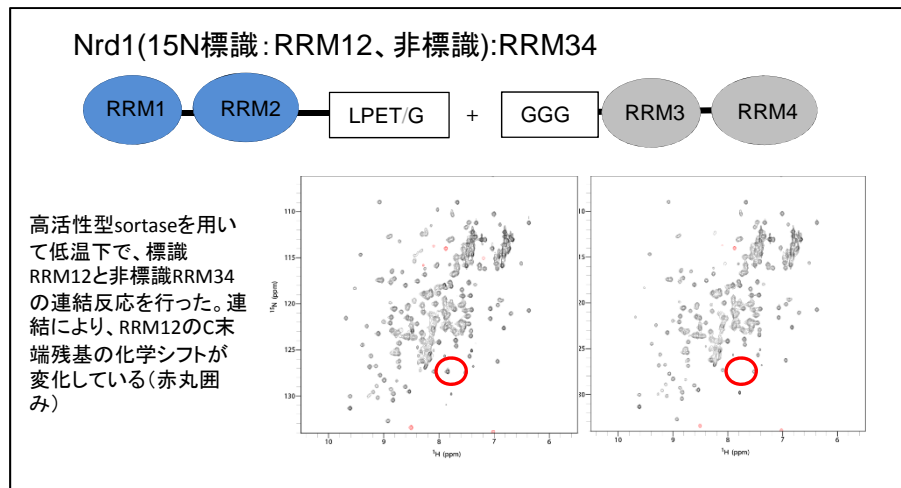 Nrd1(15N標識：RRM12、非標識):RRM34
RRM1
RRM2
LPET/G
+
GGG
RRM3
RRM4
高活性型sortaseを用い
て低温下で、標識
RRM12と非標識RRM34
の連結反応を行った。連
結により、RRM12のC末
端残基の化学シフトが
変化している（赤丸囲
み）
110
115
120
125
130
15N (ppm)
10
9
8
7
6
1H (ppm)
110
115
120
125
130
10
9
8
7
6
1H (ppm)